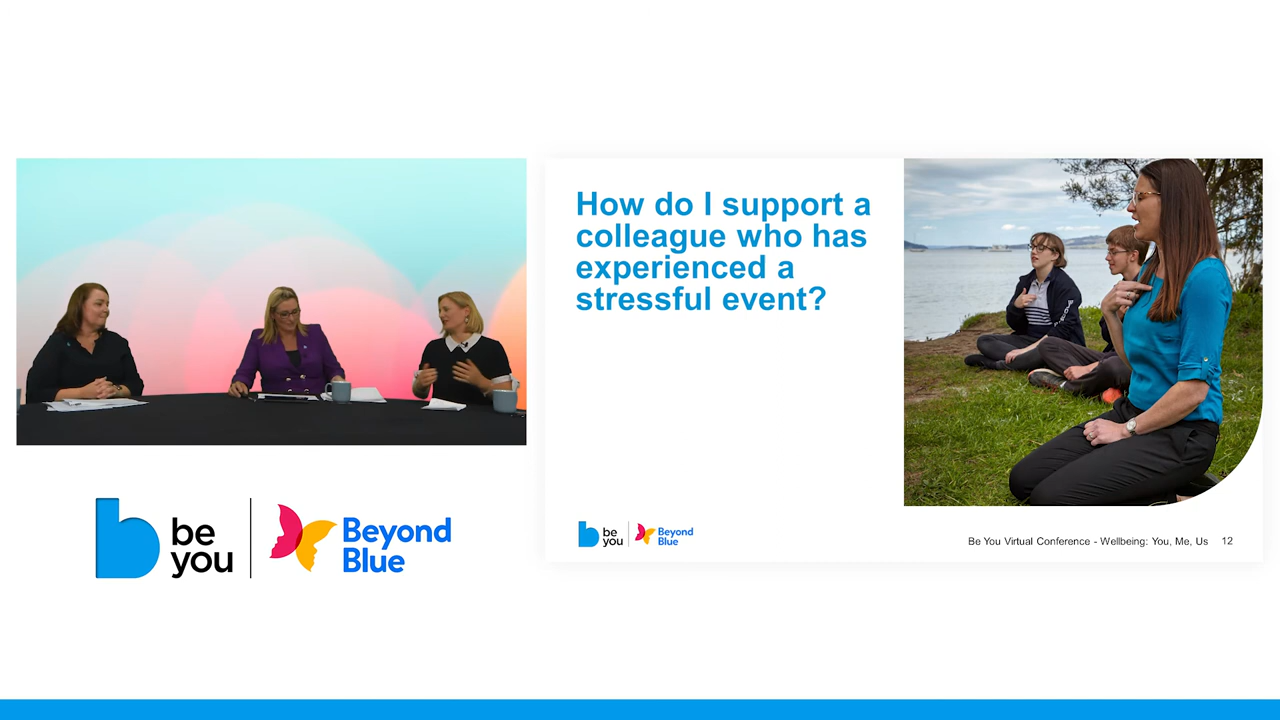 How do I support a
colleague who has
experienced a
stressful event?
be
you
Beyond
Blue
be
you
Beyond
Blue
Be You Virtual Conference - Wellbeing: You, Me, Us 12